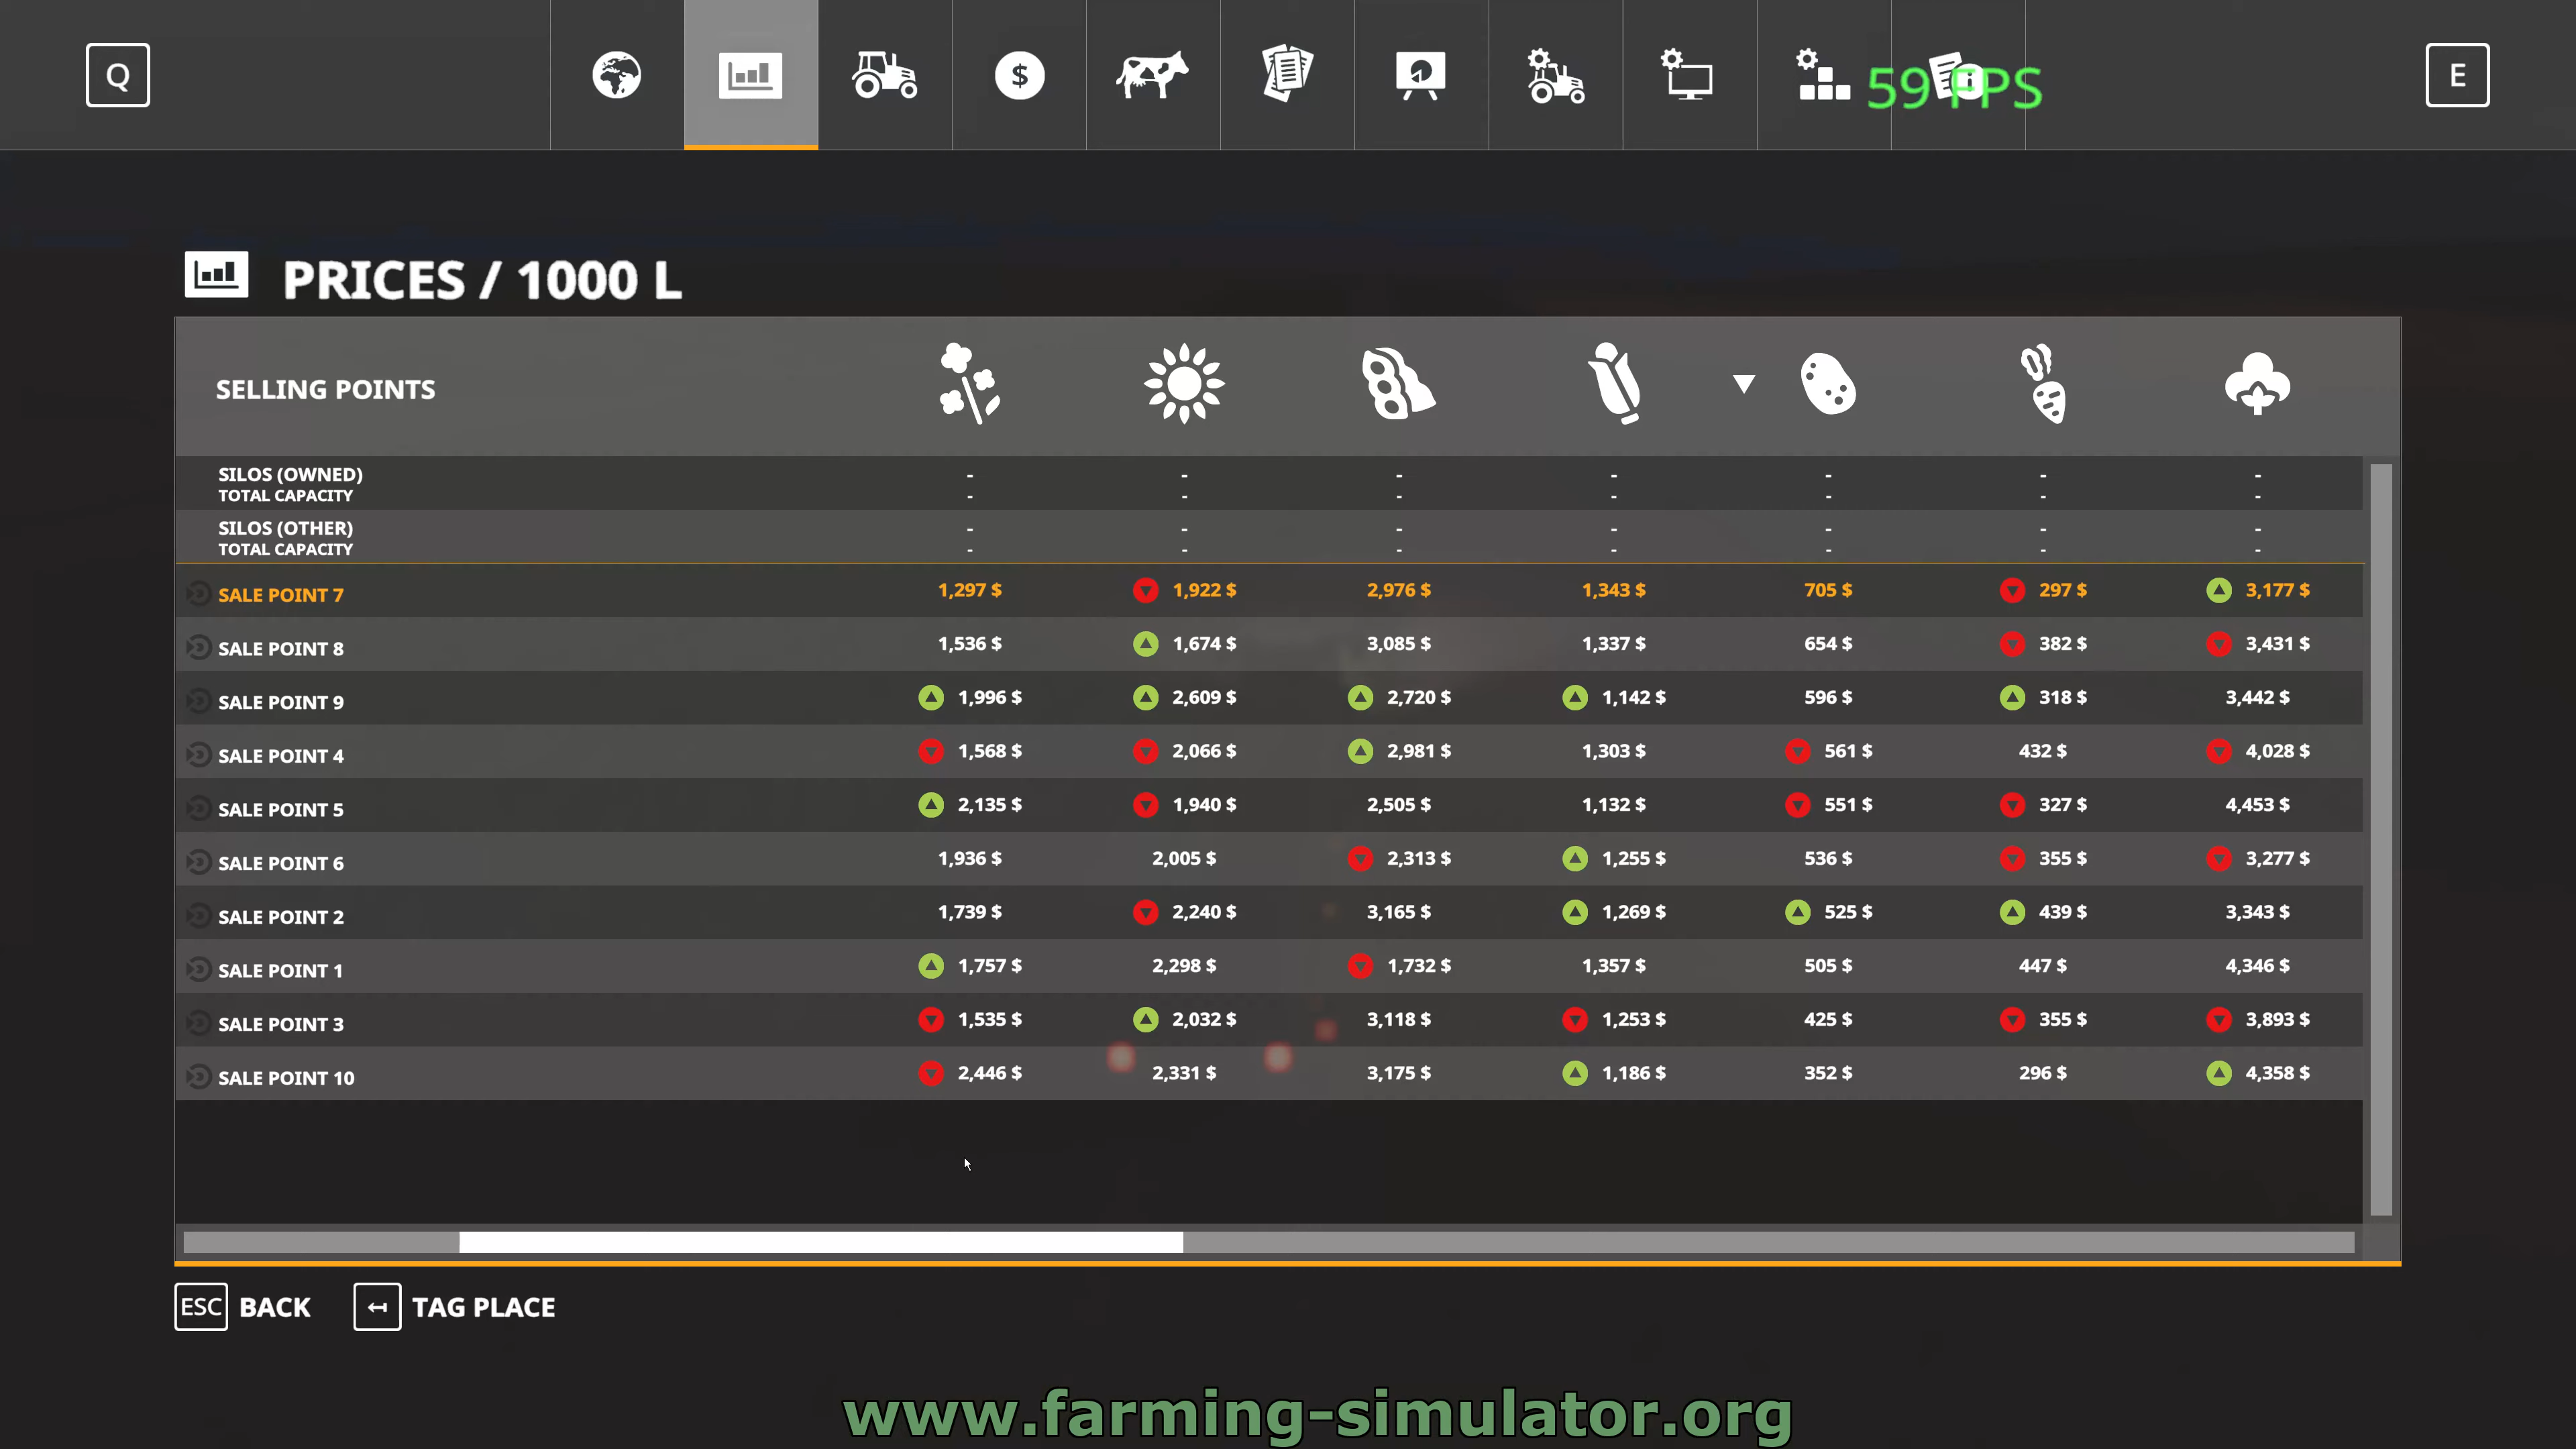 Q
$
59 FPS
E
PRICES / 1000 L
SELLING POINTS
SILOS (OWNED) - - - - - - -
TOTAL CAPACITY - - - - - - -
SILOS (OTHER) - - - - - - -
TOTAL CAPACITY - - - - - - -
SALE POINT 7 1,297 $ 1,922 $ 2,976 $ 1,343 $ 705 $ 297 $ 3,177 $
SALE POINT 8 1,536 $ 1,674 $ 3,085 $ 1,337 $ 654 $ 382 $ 3,431 $
SALE POINT 9 1,996 $ 2,609 $ 2,720 $ 1,142 $ 596 $ 318 $ 3,442 $
SALE POINT 4 1,568 $ 2,066 $ 2,981 $ 1,303 $ 561 $ 432 $ 4,028 $
SALE POINT 5 2,135 $ 1,940 $ 2,505 $ 1,132 $ 551 $ 327 $ 4,453 $
SALE POINT 6 1,936 $ 2,005 $ 2,313 $ 1,255 $ 536 $ 355 $ 3,277 $
SALE POINT 2 1,739 $ 2,240 $ 3,165 $ 1,269 $ 525 $ 439 $ 3,343 $
SALE POINT 1 1,757 $ 2,298 $ 1,732 $ 1,357 $ 505 $ 447 $ 4,346 $
SALE POINT 3 1,535 $ 2,032 $ 3,118 $ 1,253 $ 425 $ 355 $ 3,893 $
SALE POINT 10 2,446 $ 2,331 $ 3,175 $ 1,186 $ 352 $ 296 $ 4,358 $
ESC BACK TAG PLACE
www.farming-simulator.org